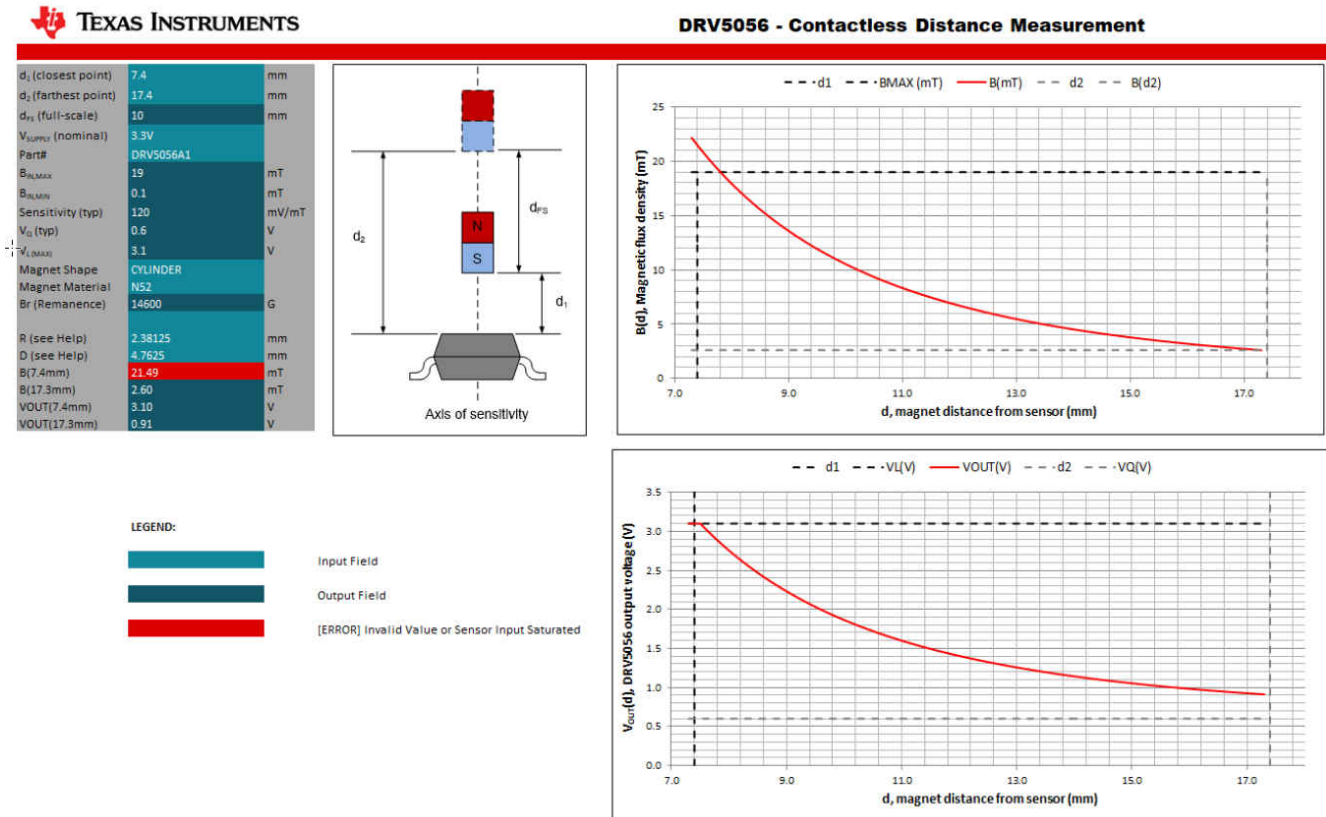 TEXAS INSTRUMENTS
DRV5056 - Contactless Distance Measurement
d₁ (closest point) 7.4 mm
d₂ (farthest point) 17.4 mm
d_FS (full-scale) 10 mm
V_SUPPLY (nominal) 3.3V
Part# DRV5056A1
B_IN,MAX 19 mT
B_IN,MIN 0.1 mT
Sensitivity (typ) 120 mV/mT
V_Q (typ) 0.6 V
V_L (MAX) 3.1 V
Magnet Shape CYLINDER
Magnet Material N52
Br (Remanence) 14600 G
R (see Help) 2.38125 mm
D (see Help) 4.7625 mm
B(7.4mm) 21.49 mT
B(17.3mm) 2.60 mT
VOUT(7.4mm) 3.10 V
VOUT(17.3mm) 0.91 V
d₂
d_FS
N
S
d₁
Axis of sensitivity
d1 BMAX (mT) B(mT) d2 B(d2)
B(d), Magnetic flux density (mT)
25
20
15
10
5
0
7.0 9.0 11.0 13.0 15.0 17.0
d, magnet distance from sensor (mm)
d1 VL(V) VOUT(V) d2 VQ(V)
V_OUT(d), DRV5056 output voltage (V)
3.5
3.0
2.5
2.0
1.5
1.0
0.5
0.0
7.0 9.0 11.0 13.0 15.0 17.0
d, magnet distance from sensor (mm)
LEGEND:
Input Field
Output Field
[ERROR] Invalid Value or Sensor Input Saturated